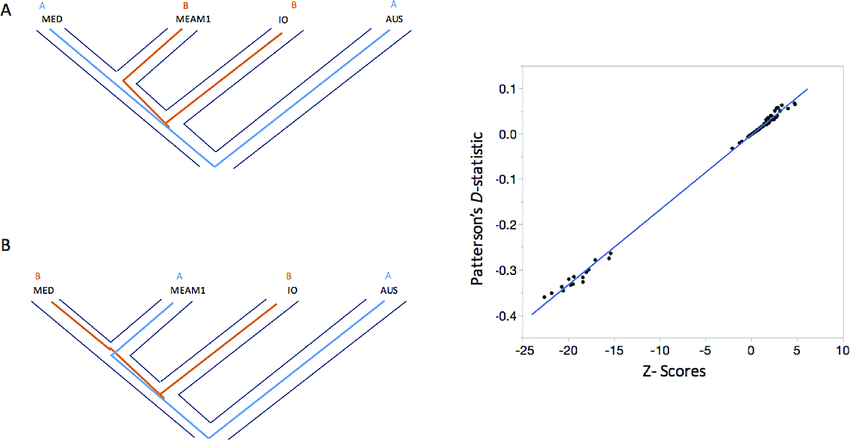 A
A B B A
MED MEAM1 IO AUS
B
B A B A
MED MEAM1 IO AUS
Patterson's D-statistic
0.1
0.0
-0.1
-0.2
-0.3
-0.4
-25 -20 -15 -10 -5 0 5 10
Z- Scores